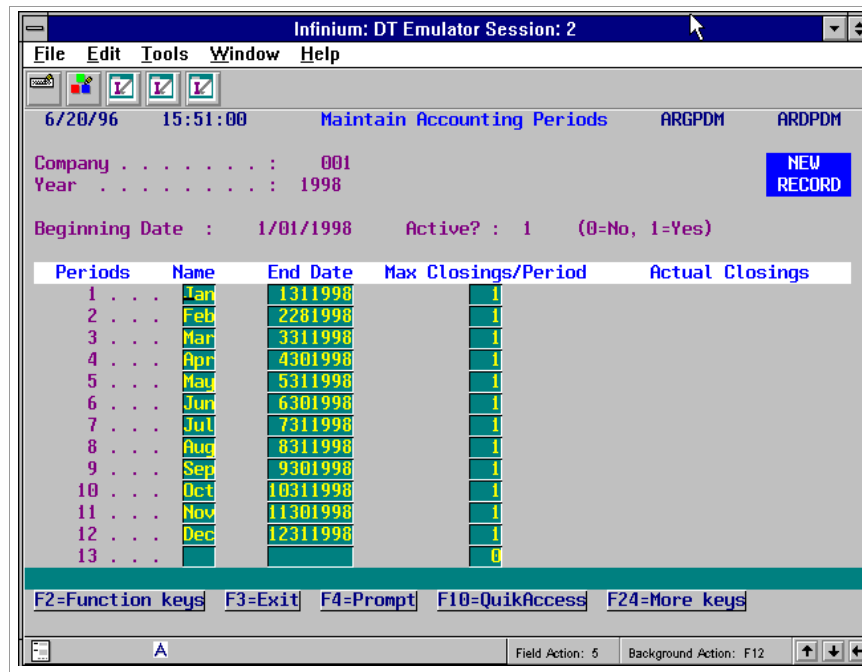 Infinium: DT Emulator Session: 2
File Edit Tools Window Help
6/20/96 15:51:00 Maintain Accounting Periods ARGPDM ARDPDM
Company . . . . . . . : 001 NEW
Year . . . . . . . . : 1998 RECORD
Beginning Date : 1/01/1998 Active? : 1 (0=No, 1=Yes)
Periods Name End Date Max Closings/Period Actual Closings
1 . . . Jan 1311998 1
2 . . . Feb 2281998 1
3 . . . Mar 3311998 1
4 . . . Apr 4301998 1
5 . . . May 5311998 1
6 . . . Jun 6301998 1
7 . . . Jul 7311998 1
8 . . . Aug 8311998 1
9 . . . Sep 9301998 1
10 . . . Oct 10311998 1
11 . . . Nov 11301998 1
12 . . . Dec 12311998 1
13 . . . 0
F2=Function keys F3=Exit F4=Prompt F10=QuikAccess F24=More keys
A Field Action: 5 Background Action: F12